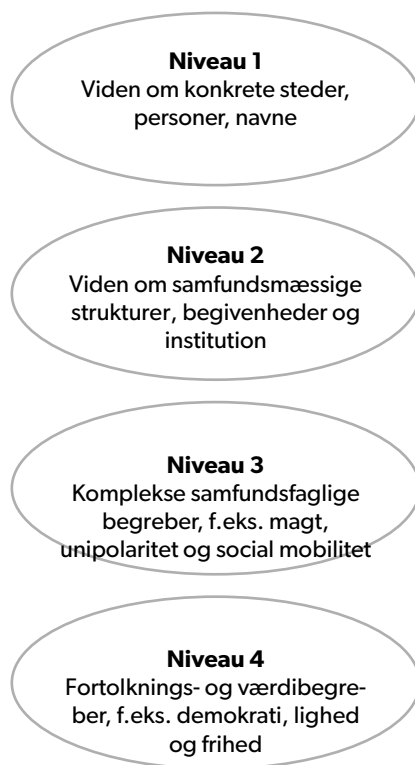 Niveau 1
Viden om konkrete steder,
personer, navne
Niveau 2
Viden om samfundsmæssige
strukturer, begivenheder og
institution
Niveau 3
Komplekse samfundsfaglige
begreber, f.eks. magt,
unipolaritet og social mobilitet
Niveau 4
Fortolknings- og værdibegre-
ber, f.eks. demokrati, lighed
og frihed